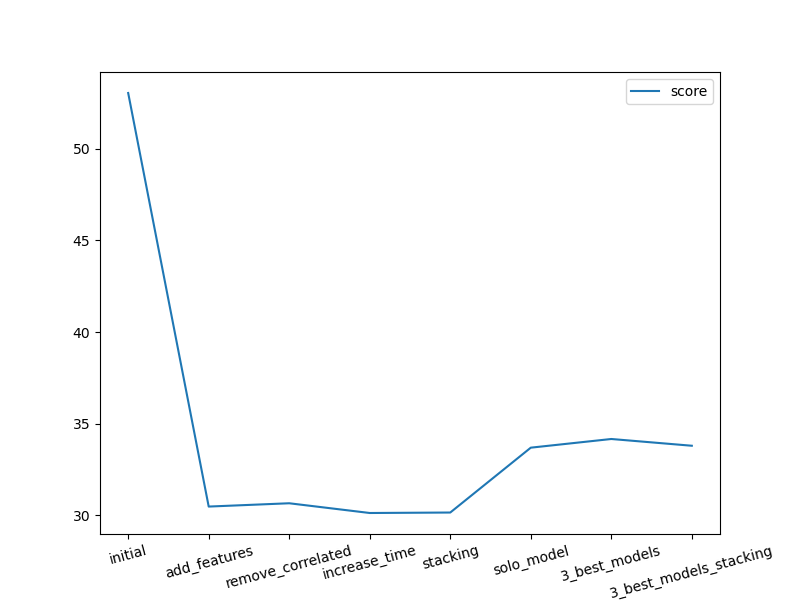 score
50
45
40
35
30
initial
add_features
remove_correlated
increase_time
stacking
solo_model
3_best_models
3_best_models_stacking